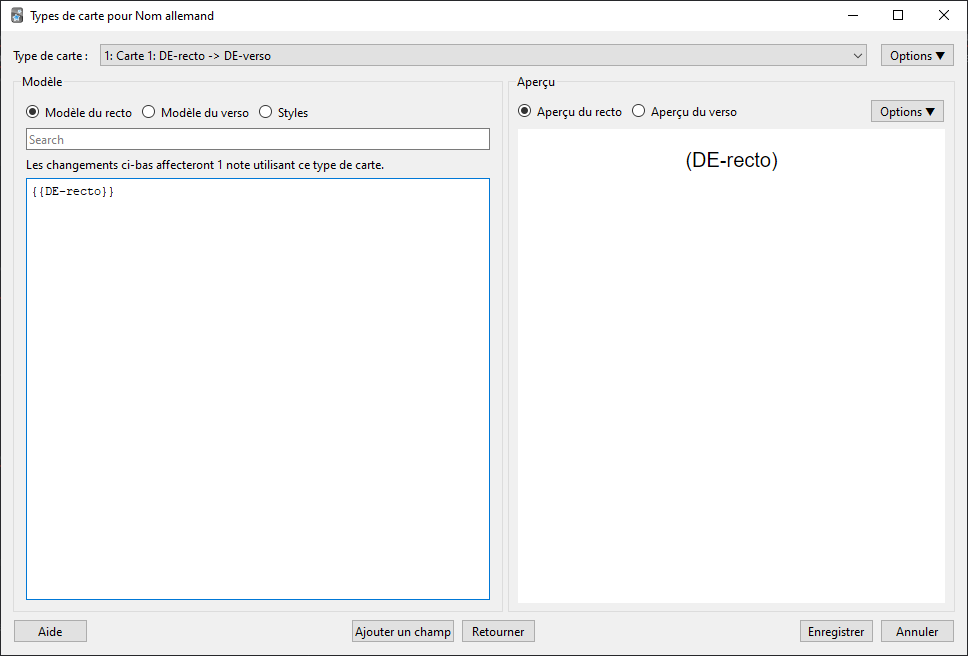 Types de carte pour Nom allemand
Type de carte : 1: Carte 1: DE-recto -> DE-verso Options ▼
Modèle
Modèle du recto Modèle du verso Styles
Search
Les changements ci-bas affecteront 1 note utilisant ce type de carte.
{{DE-recto}}
Aperçu
Aperçu du recto Aperçu du verso Options ▼
(DE-recto)
Aide Ajouter un champ Retourner Enregistrer Annuler